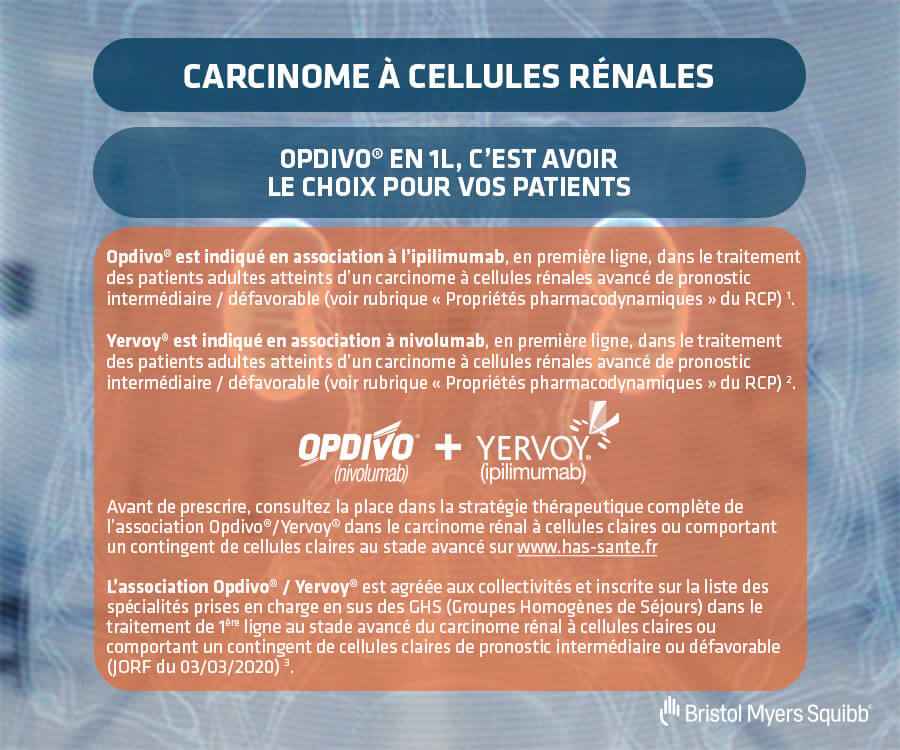 CARCINOME À CELLULES RÉNALES
OPDIVO® EN 1L, C’EST AVOIR
LE CHOIX POUR VOS PATIENTS
Opdivo® est indiqué en association à l’ipilimumab, en première ligne, dans le traitement
des patients adultes atteints d’un carcinome à cellules rénales avancé de pronostic
intermédiaire / défavorable (voir rubrique « Propriétés pharmacodynamiques » du RCP) ¹.
Yervoy® est indiqué en association à nivolumab, en première ligne, dans le traitement
des patients adultes atteints d’un carcinome à cellules rénales avancé de pronostic
intermédiaire / défavorable (voir rubrique « Propriétés pharmacodynamiques » du RCP) ².
OPDIVO® + YERVOY®
(nivolumab) (ipilimumab)
Avant de prescrire, consultez la place dans la stratégie thérapeutique complète de
l’association Opdivo®/Yervoy® dans le carcinome rénal à cellules claires ou comportant
un contingent de cellules claires au stade avancé sur www.has-sante.fr
L’association Opdivo® / Yervoy® est agréée aux collectivités et inscrite sur la liste des
spécialités prises en charge en sus des GHS (Groupes Homogènes de Séjours) dans le
traitement de 1ère ligne au stade avancé du carcinome rénal à cellules claires ou
comportant un contingent de cellules claires de pronostic intermédiaire ou défavorable
(JORF du 03/03/2020) ³.
Bristol Myers Squibb®